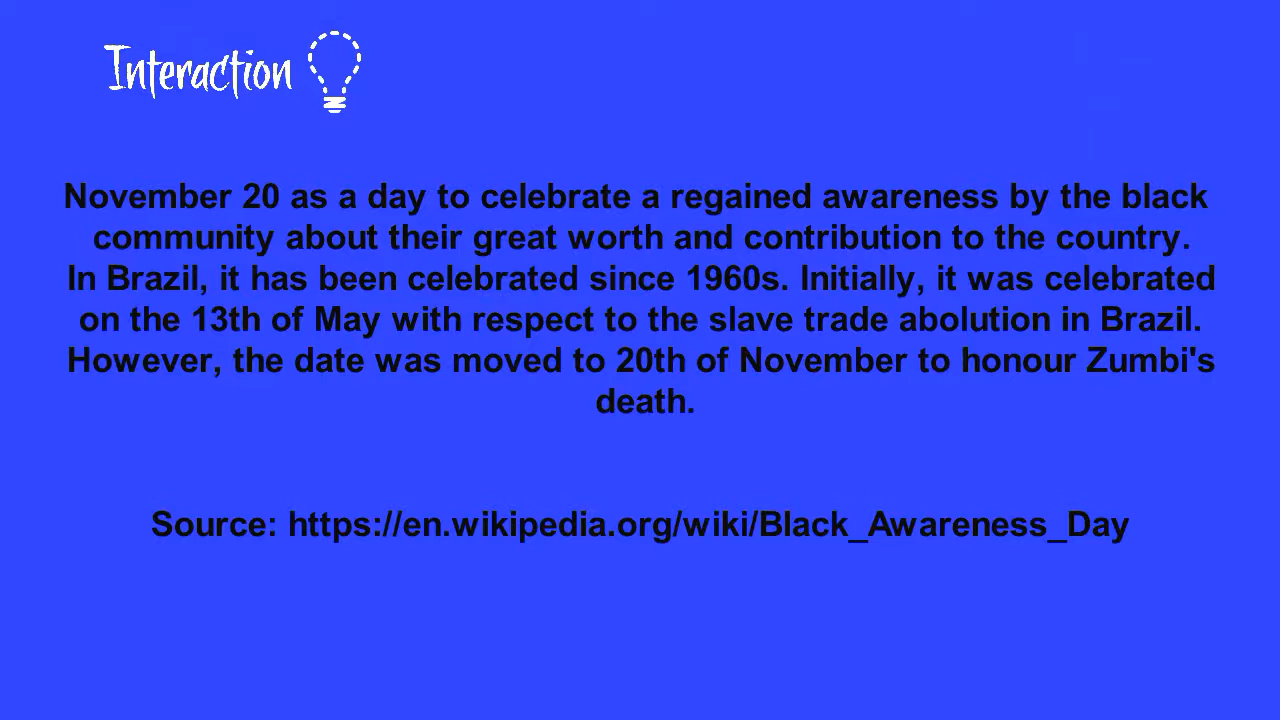 Interaction
November 20 as a day to celebrate a regained awareness by the black
community about their great worth and contribution to the country.
In Brazil, it has been celebrated since 1960s. Initially, it was celebrated
on the 13th of May with respect to the slave trade abolution in Brazil.
However, the date was moved to 20th of November to honour Zumbi's
death.
Source: https://en.wikipedia.org/wiki/Black_Awareness_Day